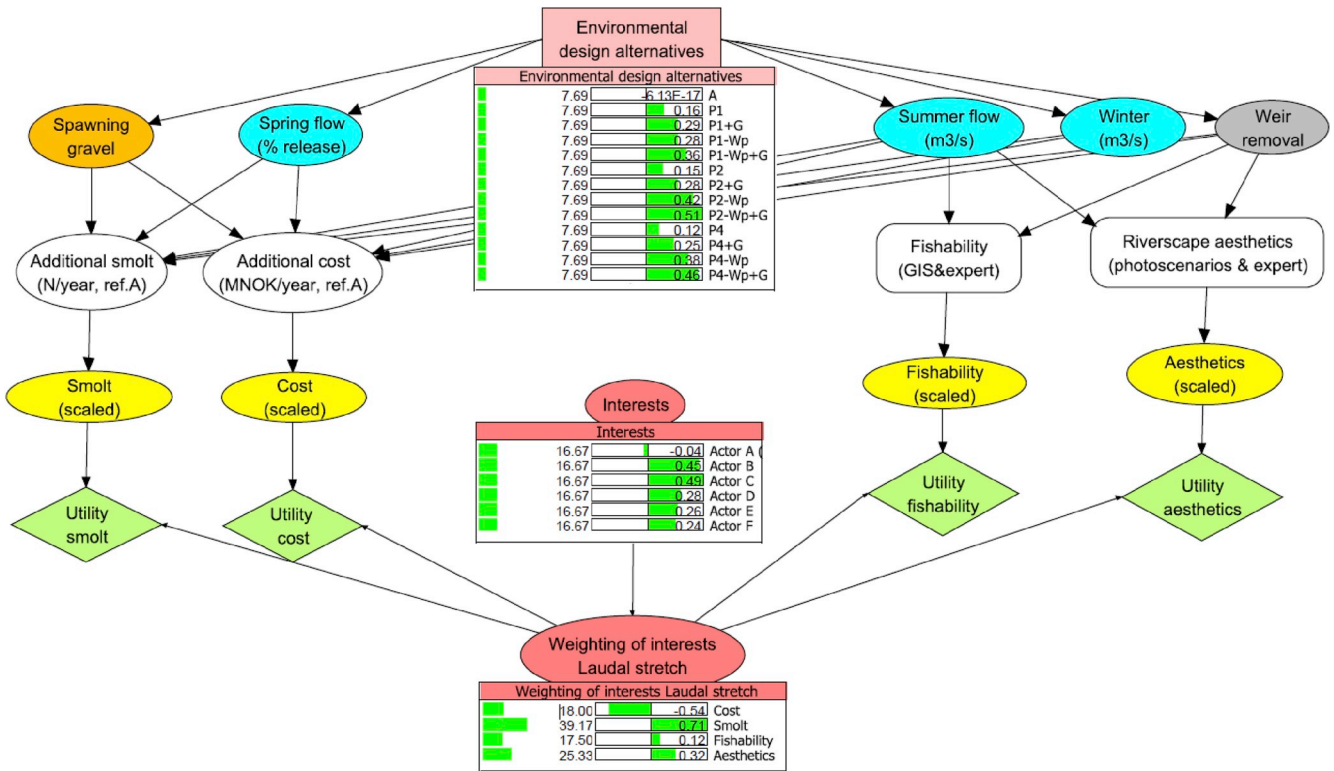 Environmental
design alternatives
Environmental design alternatives
7.69 -6.13E-17 A
7.69 0.16 P1
7.69 0.29 P1+G
7.69 0.28 P1-Wp
7.69 0.36 P1-Wp+G
7.69 0.15 P2
7.69 0.28 P2+G
7.69 0.42 P2-Wp
7.69 0.51 P2-Wp+G
7.69 0.12 P4
7.69 0.25 P4+G
7.69 0.38 P4-Wp
7.69 0.46 P4-Wp+G
Spawning
gravel
Spring flow
(% release)
Summer flow
(m3/s)
Winter
(m3/s)
Weir
removal
Additional smolt
(N/year, ref.A)
Additional cost
(MNOK/year, ref.A)
Fishability
(GIS&expert)
Riverscape aesthetics
(photoscenarios & expert)
Smolt
(scaled)
Cost
(scaled)
Fishability
(scaled)
Aesthetics
(scaled)
Interests
Interests
16.67 -0.04 Actor A (
16.67 0.45 Actor B
16.67 0.49 Actor C
16.67 0.28 Actor D
16.67 0.26 Actor E
16.67 0.24 Actor F
Utility
smolt
Utility
cost
Utility
fishability
Utility
aesthetics
Weighting of interests
Laudal stretch
Weighting of interests Laudal stretch
18.00 -0.54 Cost
39.17 0.71 Smolt
17.50 0.12 Fishability
25.33 0.32 Aesthetics